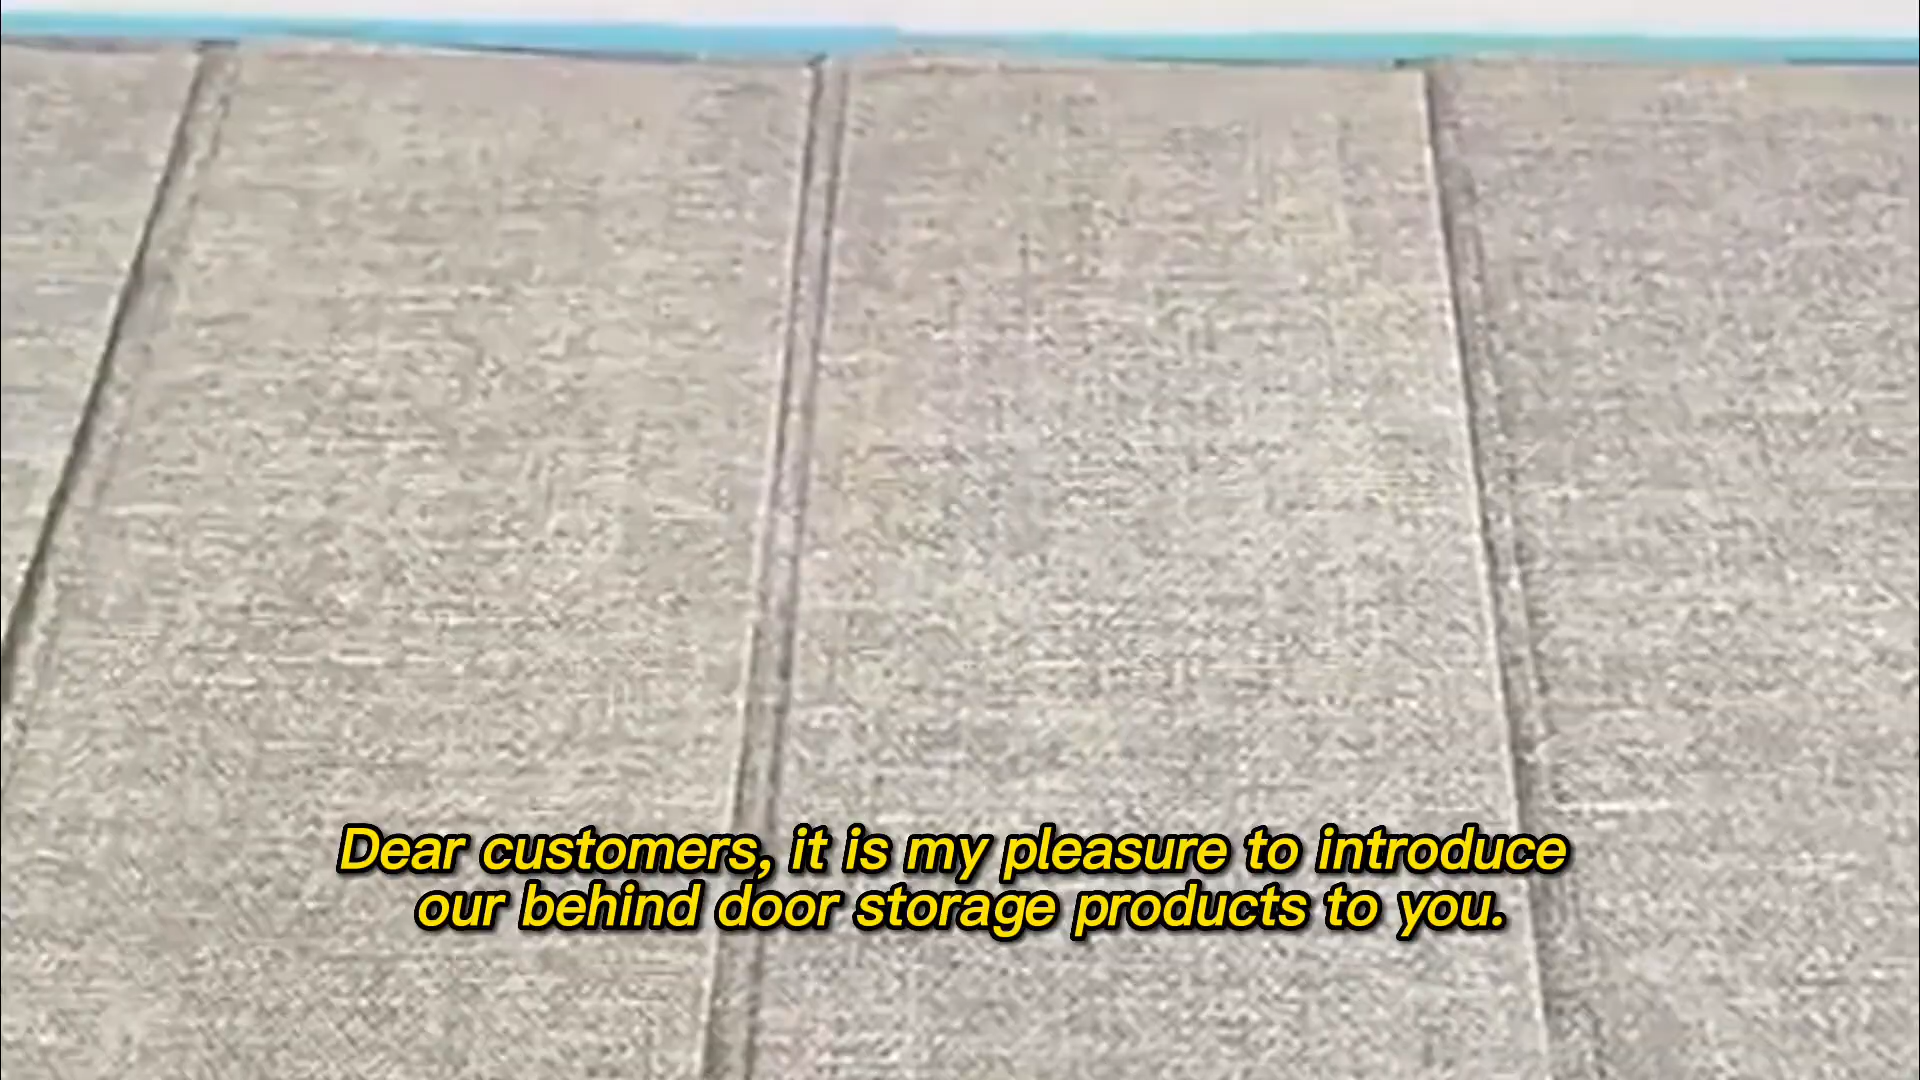 Dear customers, it is my pleasure to introduce
our behind door storage products to you.